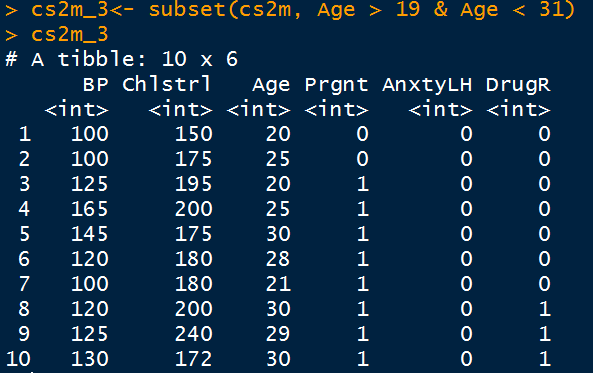 > cs2m_3<- subset(cs2m, Age > 19 & Age < 31)
> cs2m_3
# A tibble: 10 x 6
BP Chlstrl Age Prgnt AnxtyLH DrugR
<int> <int> <int> <int> <int> <int>
1 100 150 20 0 0 0
2 100 175 25 0 0 0
3 125 195 20 1 0 0
4 165 200 25 1 0 0
5 145 175 30 1 0 0
6 120 180 28 1 0 0
7 100 180 21 1 0 0
8 120 200 30 1 0 1
9 125 240 29 1 0 1
10 130 172 30 1 0 1